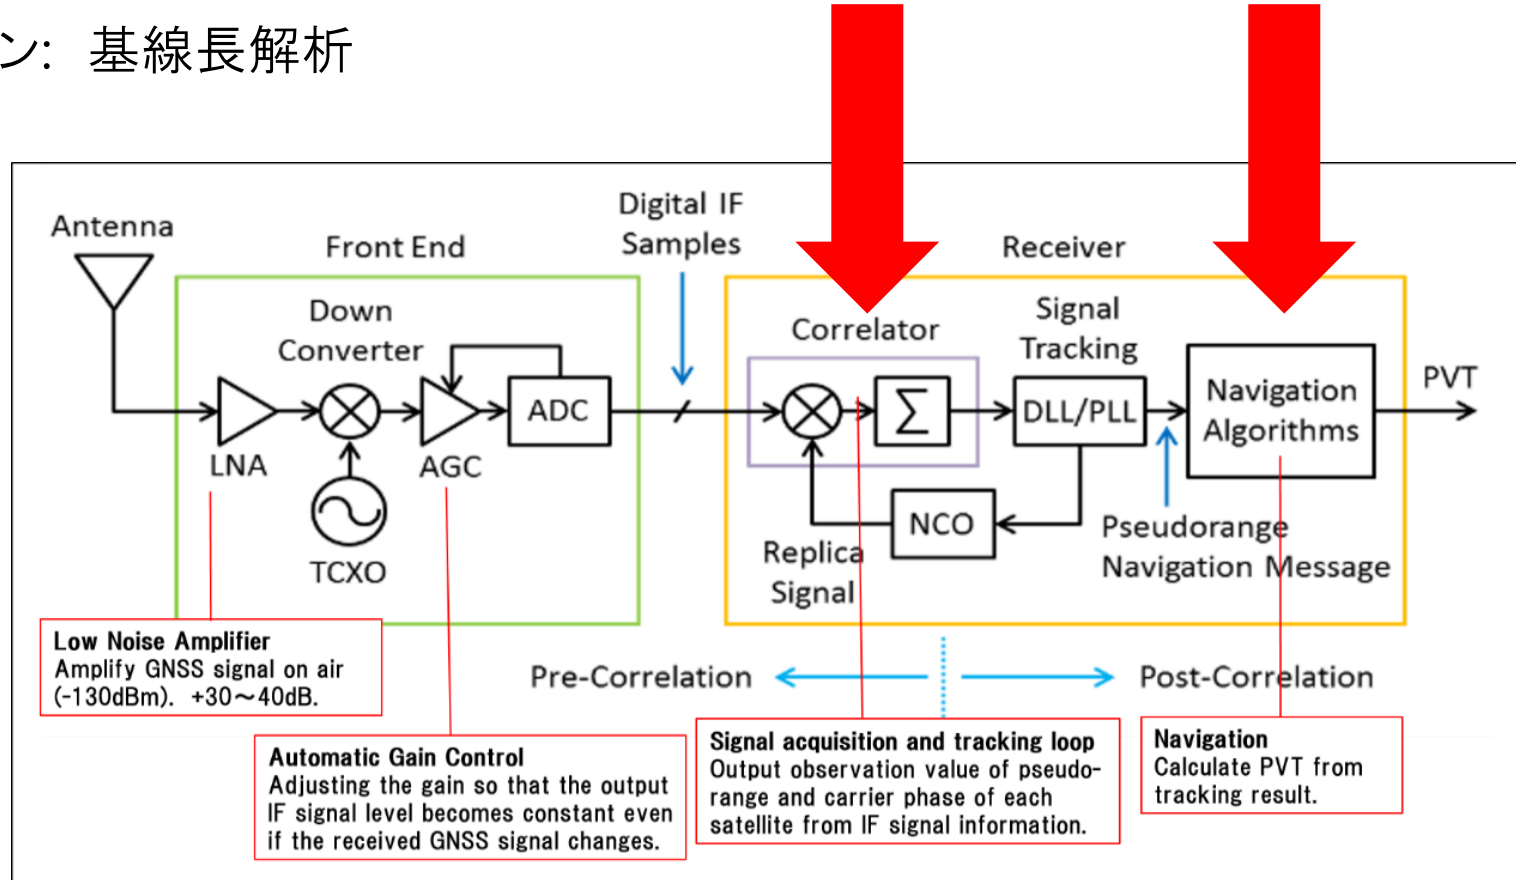 ン: 基線長解析
Antenna
Front End
Digital IF
Samples
Receiver
Down
Converter
Correlator
Signal
Tracking
LNA
AGC
ADC
TCXO
Σ
DLL/PLL
Navigation
Algorithms
PVT
NCO
Replica
Signal
Pseudorange
Navigation Message
Pre-Correlation
Post-Correlation
Low Noise Amplifier
Amplify GNSS signal on air
(-130dBm). +30～40dB.
Automatic Gain Control
Adjusting the gain so that the output
IF signal level becomes constant even
if the received GNSS signal changes.
Signal acquisition and tracking loop
Output observation value of pseudo-
range and carrier phase of each
satellite from IF signal information.
Navigation
Calculate PVT from
tracking result.